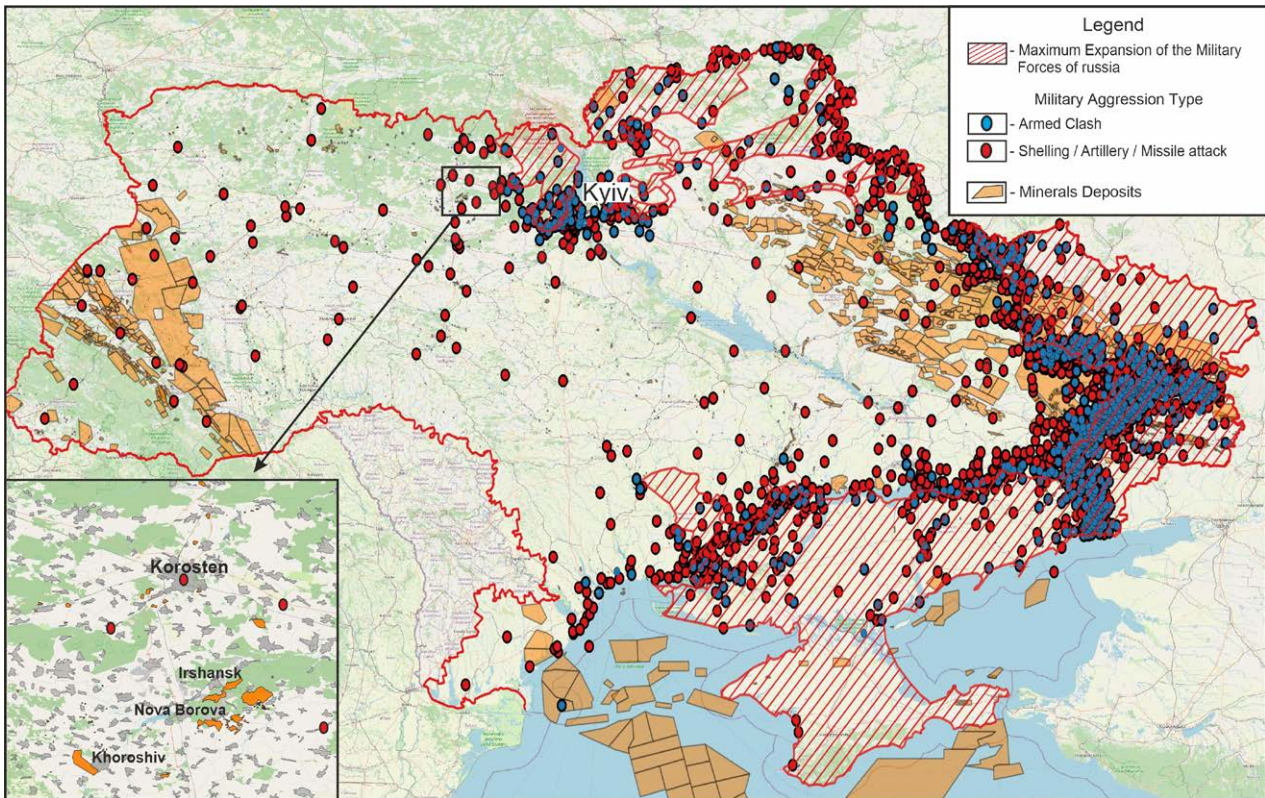 Legend
- Maximum Expansion of the Military
Forces of russia
Military Aggression Type
- Armed Clash
- Shelling / Artillery / Missile attack
- Minerals Deposits
Kyiv
Korosten
Irshansk
Nova Borova
Khoroshiv